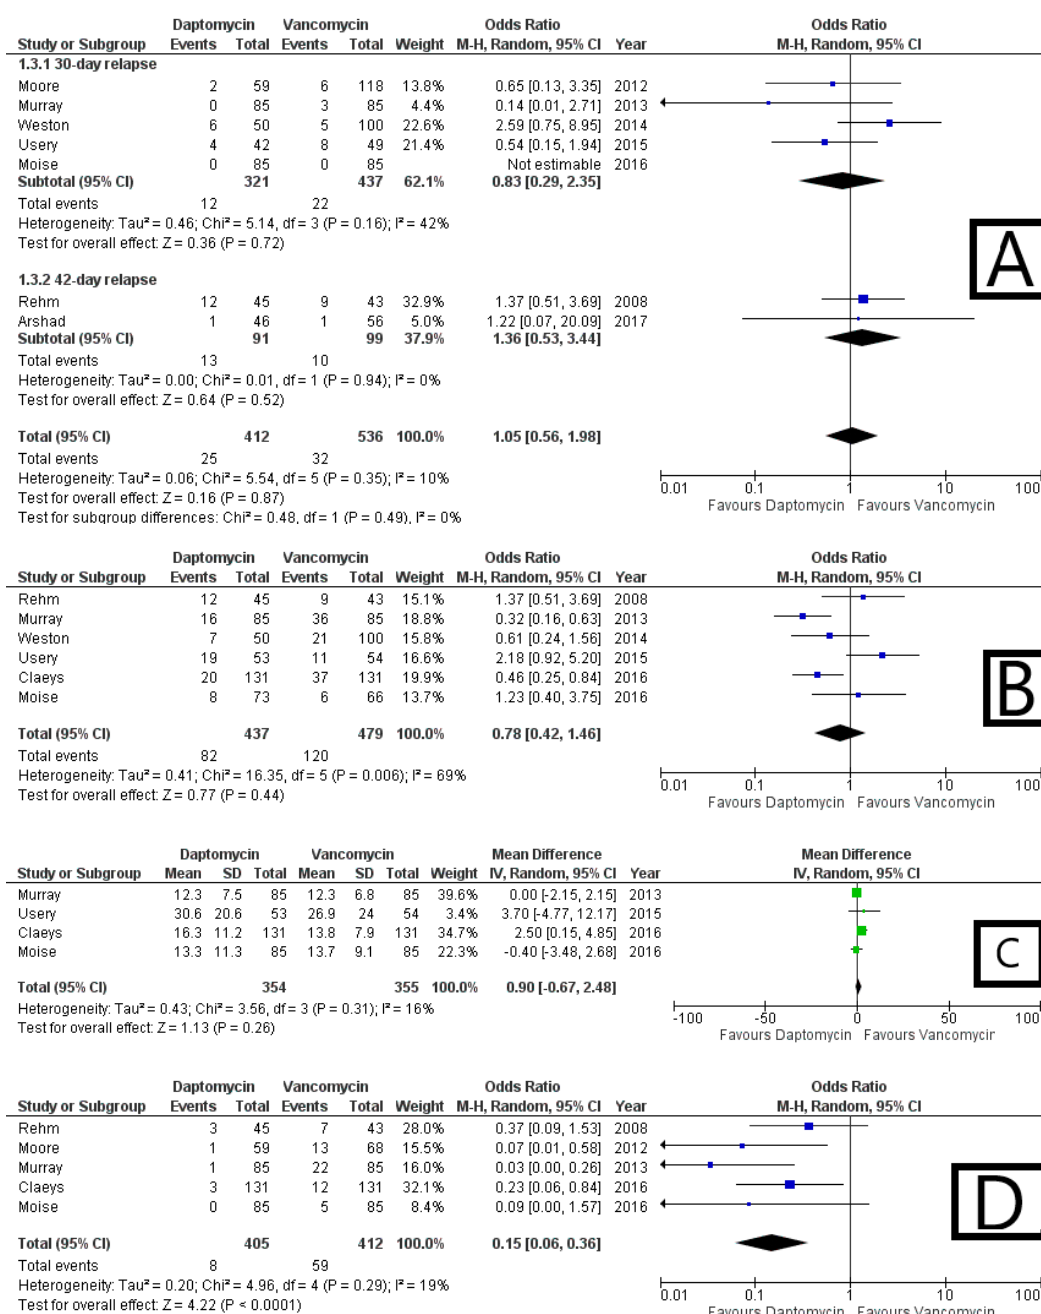 Daptomycin Vancomycin Odds Ratio Odds Ratio
Study or Subgroup Events Total Events Total Weight M-H, Random, 95% CI Year M-H, Random, 95% CI
1.3.1 30-day relapse
Moore 2 59 6 118 13.8% 0.65 [0.13, 3.35] 2012
Murray 0 85 3 85 4.4% 0.14 [0.01, 2.71] 2013
Weston 6 50 5 100 22.6% 2.59 [0.75, 8.95] 2014
Usery 4 42 8 49 21.4% 0.54 [0.15, 1.94] 2015
Moise 0 85 0 85 Not estimable 2016
Subtotal (95% CI) 321 437 62.1% 0.83 [0.29, 2.35]
Total events 12 22
Heterogeneity: Tau² = 0.46; Chi² = 5.14, df = 3 (P = 0.16); I² = 42%
Test for overall effect: Z = 0.36 (P = 0.72)
A
1.3.2 42-day relapse
Rehm 12 45 9 43 32.9% 1.37 [0.51, 3.69] 2008
Arshad 1 46 1 56 5.0% 1.22 [0.07, 20.09] 2017
Subtotal (95% CI) 91 99 37.9% 1.36 [0.53, 3.44]
Total events 13 10
Heterogeneity: Tau² = 0.00; Chi² = 0.01, df = 1 (P = 0.94); I² = 0%
Test for overall effect: Z = 0.64 (P = 0.52)
Total (95% CI) 412 536 100.0% 1.05 [0.56, 1.98]
Total events 25 32
Heterogeneity: Tau² = 0.06; Chi² = 5.54, df = 5 (P = 0.35); I² = 10%
Test for overall effect: Z = 0.16 (P = 0.87)
Test for subgroup differences: Chi² = 0.48, df = 1 (P = 0.49), I² = 0%
0.01 0.1 1 10 100
Favours Daptomycin Favours Vancomycin
Daptomycin Vancomycin Odds Ratio Odds Ratio
Study or Subgroup Events Total Events Total Weight M-H, Random, 95% CI Year M-H, Random, 95% CI
Rehm 12 45 9 43 15.1% 1.37 [0.51, 3.69] 2008
Murray 16 85 36 85 18.8% 0.32 [0.16, 0.63] 2013
Weston 7 50 21 100 15.8% 0.61 [0.24, 1.56] 2014
Usery 19 53 11 54 16.6% 2.18 [0.92, 5.20] 2015
Claeys 20 131 37 131 19.9% 0.46 [0.25, 0.84] 2016
Moise 8 73 6 66 13.7% 1.23 [0.40, 3.75] 2016
B
Total (95% CI) 437 479 100.0% 0.78 [0.42, 1.46]
Total events 82 120
Heterogeneity: Tau² = 0.41; Chi² = 16.35, df = 5 (P = 0.006); I² = 69%
Test for overall effect: Z = 0.77 (P = 0.44)
0.01 0.1 1 10 100
Favours Daptomycin Favours Vancomycin
Daptomycin Vancomycin Mean Difference Mean Difference
Study or Subgroup Mean SD Total Mean SD Total Weight IV, Random, 95% CI Year IV, Random, 95% CI
Murray 12.3 7.5 85 12.3 6.8 85 39.6% 0.00 [-2.15, 2.15] 2013
Usery 30.6 20.6 53 26.9 24 54 3.4% 3.70 [-4.77, 12.17] 2015
Claeys 16.3 11.2 131 13.8 7.9 131 34.7% 2.50 [0.15, 4.85] 2016
Moise 13.3 11.3 85 13.7 9.1 85 22.3% -0.40 [-3.48, 2.68] 2016
C
Total (95% CI) 354 355 100.0% 0.90 [-0.67, 2.48]
Heterogeneity: Tau² = 0.43; Chi² = 3.56, df = 3 (P = 0.31); I² = 16%
Test for overall effect: Z = 1.13 (P = 0.26)
-100 -50 0 50 100
Favours Daptomycin Favours Vancomycin
Daptomycin Vancomycin Odds Ratio Odds Ratio
Study or Subgroup Events Total Events Total Weight M-H, Random, 95% CI Year M-H, Random, 95% CI
Rehm 3 45 7 43 28.0% 0.37 [0.09, 1.53] 2008
Moore 1 59 13 68 15.5% 0.07 [0.01, 0.58] 2012
Murray 1 85 22 85 16.0% 0.03 [0.00, 0.26] 2013
Claeys 3 131 12 131 32.1% 0.23 [0.06, 0.84] 2016
Moise 0 85 5 85 8.4% 0.09 [0.00, 1.57] 2016
D
Total (95% CI) 405 412 100.0% 0.15 [0.06, 0.36]
Total events 8 59
Heterogeneity: Tau² = 0.20; Chi² = 4.96, df = 4 (P = 0.29); I² = 19%
Test for overall effect: Z = 4.22 (P < 0.0001)
0.01 0.1 1 10 100
Favours Daptomycin Favours Vancomycin